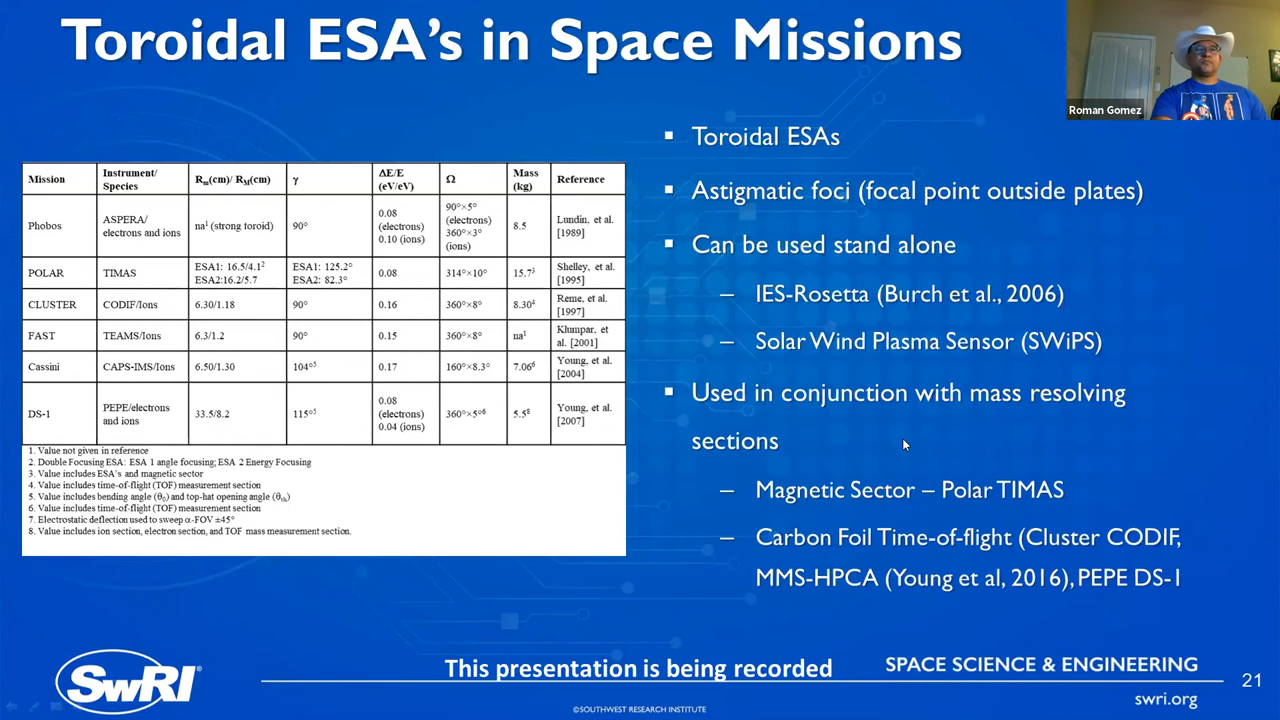 Toroidal ESA's in Space Missions
Roman Gomez
Mission Instrument/ Species Rm(cm)/ RM(cm) γ ΔE/E (eV/eV) Ω Mass (kg) Reference
Phobos ASPERA/ electrons and ions na¹ (strong toroid) 90° 0.08 (electrons) 0.10 (ions) 90°×5° (electrons) 360°×3° (ions) 8.5 Lundin, et al. [1989]
POLAR TIMAS ESA1: 16.5/4.1² ESA2:16.2/5.7 ESA1: 125.2° ESA2: 82.3° 0.08 314°×10° 15.7³ Shelley, et al. [1995]
CLUSTER CODIF/Ions 6.30/1.18 90° 0.16 360°×8° 8.30⁴ Reme, et al. [1997]
FAST TEAMS/Ions 6.3/1.2 90° 0.15 360°×8° na¹ Klumpar, et al. [2001]
Cassini CAPS-IMS/Ions 6.50/1.30 104°⁵ 0.17 160°×8.3° 7.06⁶ Young, et al. [2004]
DS-1 PEPE/electrons and ions 33.5/8.2 115°⁵ 0.08 (electrons) 0.04 (ions) 360°×5°⁶ 5.5⁸ Young, et al. [2007]
1. Value not given in reference
2. Double Focusing ESA: ESA 1 angle focusing; ESA 2 Energy Focusing
3. Value includes ESA's and magnetic sector
4. Value includes time-of-flight (TOF) measurement section
5. Value includes bending angle (θ₀) and top-hat opening angle (θth)
6. Value includes time-of-flight (TOF) measurement section
7. Electrostatic deflection used to sweep α-FOV ±45°
8. Value includes ion section, electron section, and TOF mass measurement section.
▪ Toroidal ESAs
▪ Astigmatic foci (focal point outside plates)
▪ Can be used stand alone
– IES-Rosetta (Burch et al., 2006)
– Solar Wind Plasma Sensor (SWiPS)
▪ Used in conjunction with mass resolving
sections
– Magnetic Sector – Polar TIMAS
– Carbon Foil Time-of-flight (Cluster CODIF,
MMS-HPCA (Young et al, 2016), PEPE DS-1
SwRI®
This presentation is being recorded
SPACE SCIENCE & ENGINEERING
21
swri.org
©SOUTHWEST RESEARCH INSTITUTE